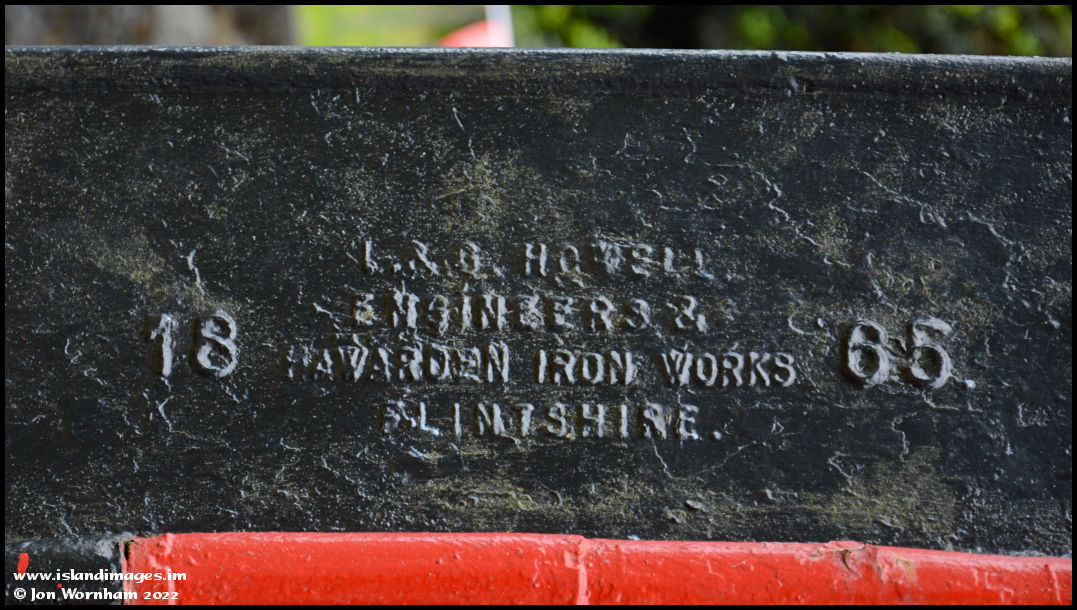 L. & G. HOWELL
ENGINEERS &
18 HAWARDEN IRON WORKS 65
FLINTSHIRE.
www.islandimages.im
© Jon Wornham 2022